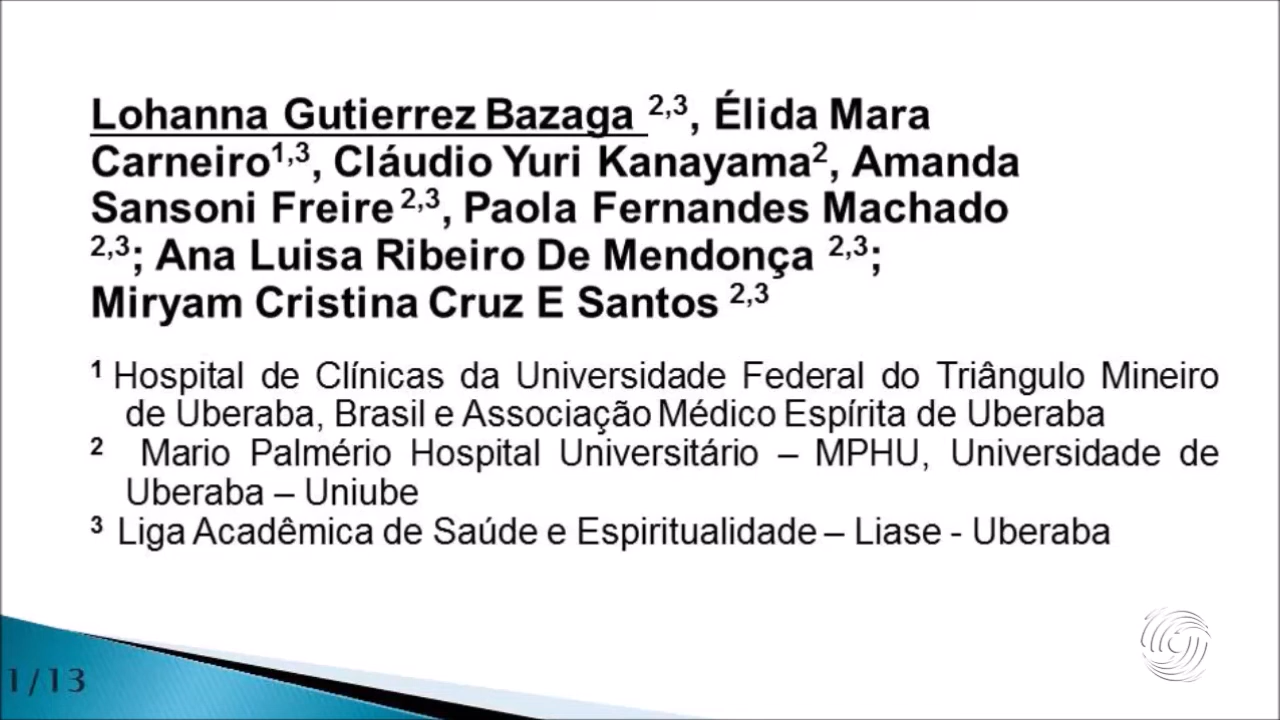 Lohanna Gutierrez Bazaga 2,3, Élida Mara
Carneiro1,3, Cláudio Yuri Kanayama2, Amanda
Sansoni Freire 2,3, Paola Fernandes Machado
2,3; Ana Luisa Ribeiro De Mendonça 2,3;
Miryam Cristina Cruz E Santos 2,3
1 Hospital de Clínicas da Universidade Federal do Triângulo Mineiro
de Uberaba, Brasil e Associação Médico Espírita de Uberaba
2 Mario Palmério Hospital Universitário – MPHU, Universidade de
Uberaba – Uniube
3 Liga Acadêmica de Saúde e Espiritualidade – Liase - Uberaba
1/13